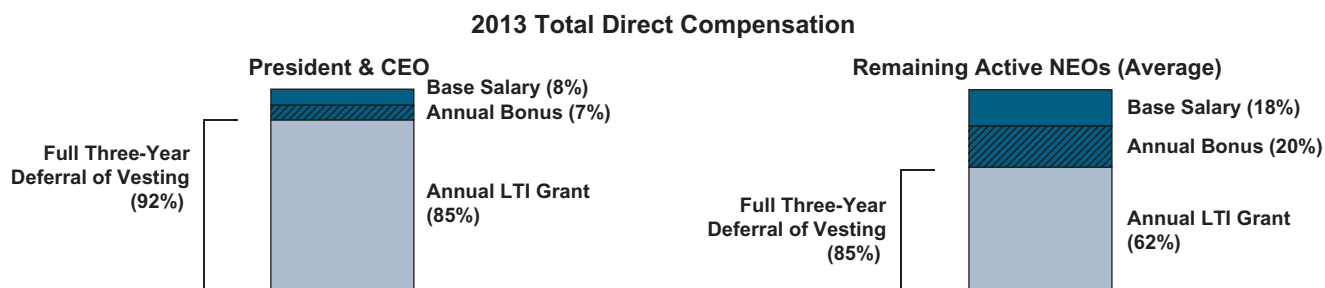 2013 Total Direct Compensation
President & CEO
Base Salary (8%)
Annual Bonus (7%)
Full Three-Year
Deferral of Vesting
(92%)
Annual LTI Grant
(85%)
Remaining Active NEOs (Average)
Base Salary (18%)
Annual Bonus (20%)
Full Three-Year
Deferral of Vesting
(85%)
Annual LTI Grant
(62%)